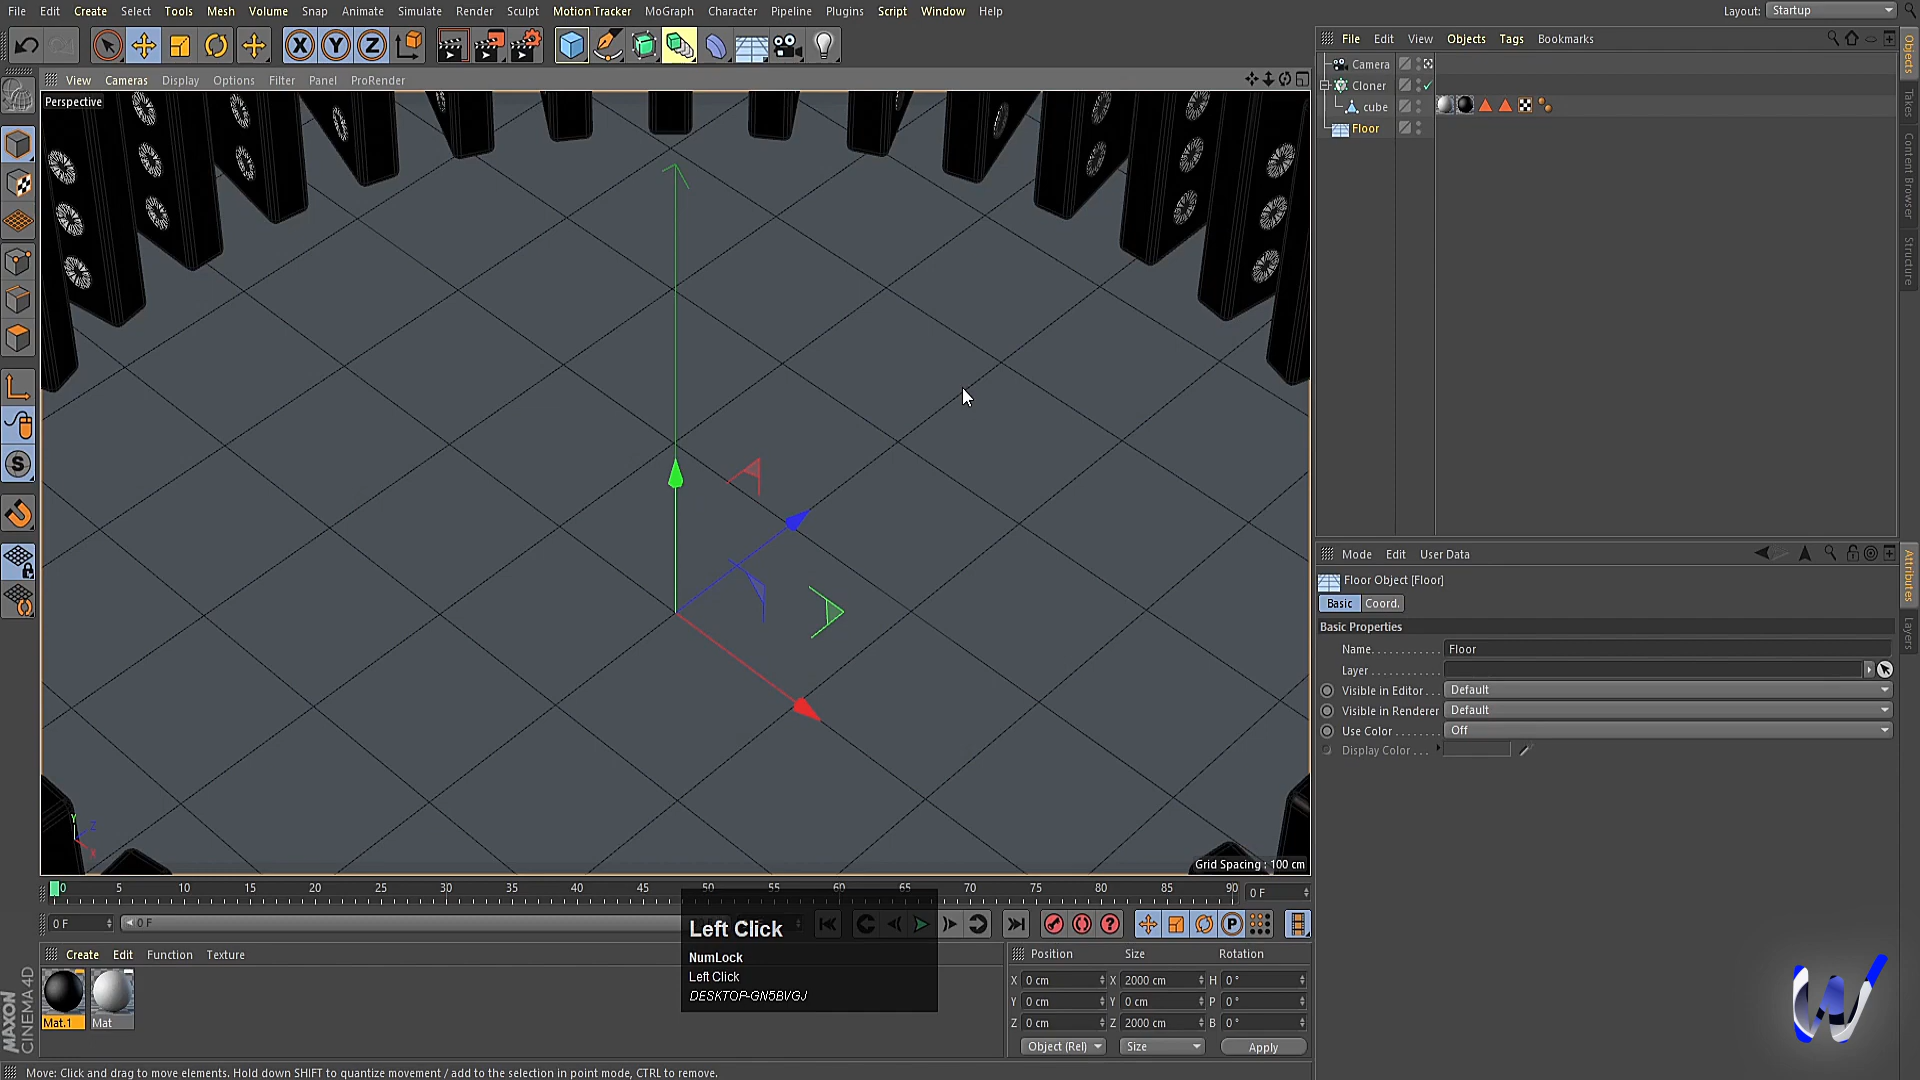 File Edit Create Select Tools Mesh Volume Snap Animate Simulate Render Sculpt Motion Tracker MoGraph Character Pipeline Plugins Script Window Help
Layout: Startup
X Y Z
View Cameras Display Options Filter Panel ProRender
Perspective
File Edit View Objects Tags Bookmarks
Camera
Cloner
cube
Floor
Objects
Takes
Content Browser
Structure
Mode Edit User Data
Floor Object [Floor]
Basic Coord.
Basic Properties
Name Floor
Layer
Visible in Editor Default
Visible in Renderer Default
Use Color Off
Display Color
Attributes
Layers
S
Y
Z
X
Grid Spacing : 100 cm
0 5 10 15 20 25 30 35 40 45 50 55 60 65 70 75 80 85 90 0 F
0 F 0 F
P
Left Click
NumLock
Left Click
DESKTOP-GN5BVGJ
Create Edit Function Texture
Mat.1 Mat
Position Size Rotation
X 0 cm X 2000 cm H 0 °
Y 0 cm Y 0 cm P 0 °
Z 0 cm Z 2000 cm B 0 °
Object (Rel) Size Apply
MAXON
CINEMA4D
Move: Click and drag to move elements. Hold down SHIFT to quantize movement / add to the selection in point mode, CTRL to remove.
W